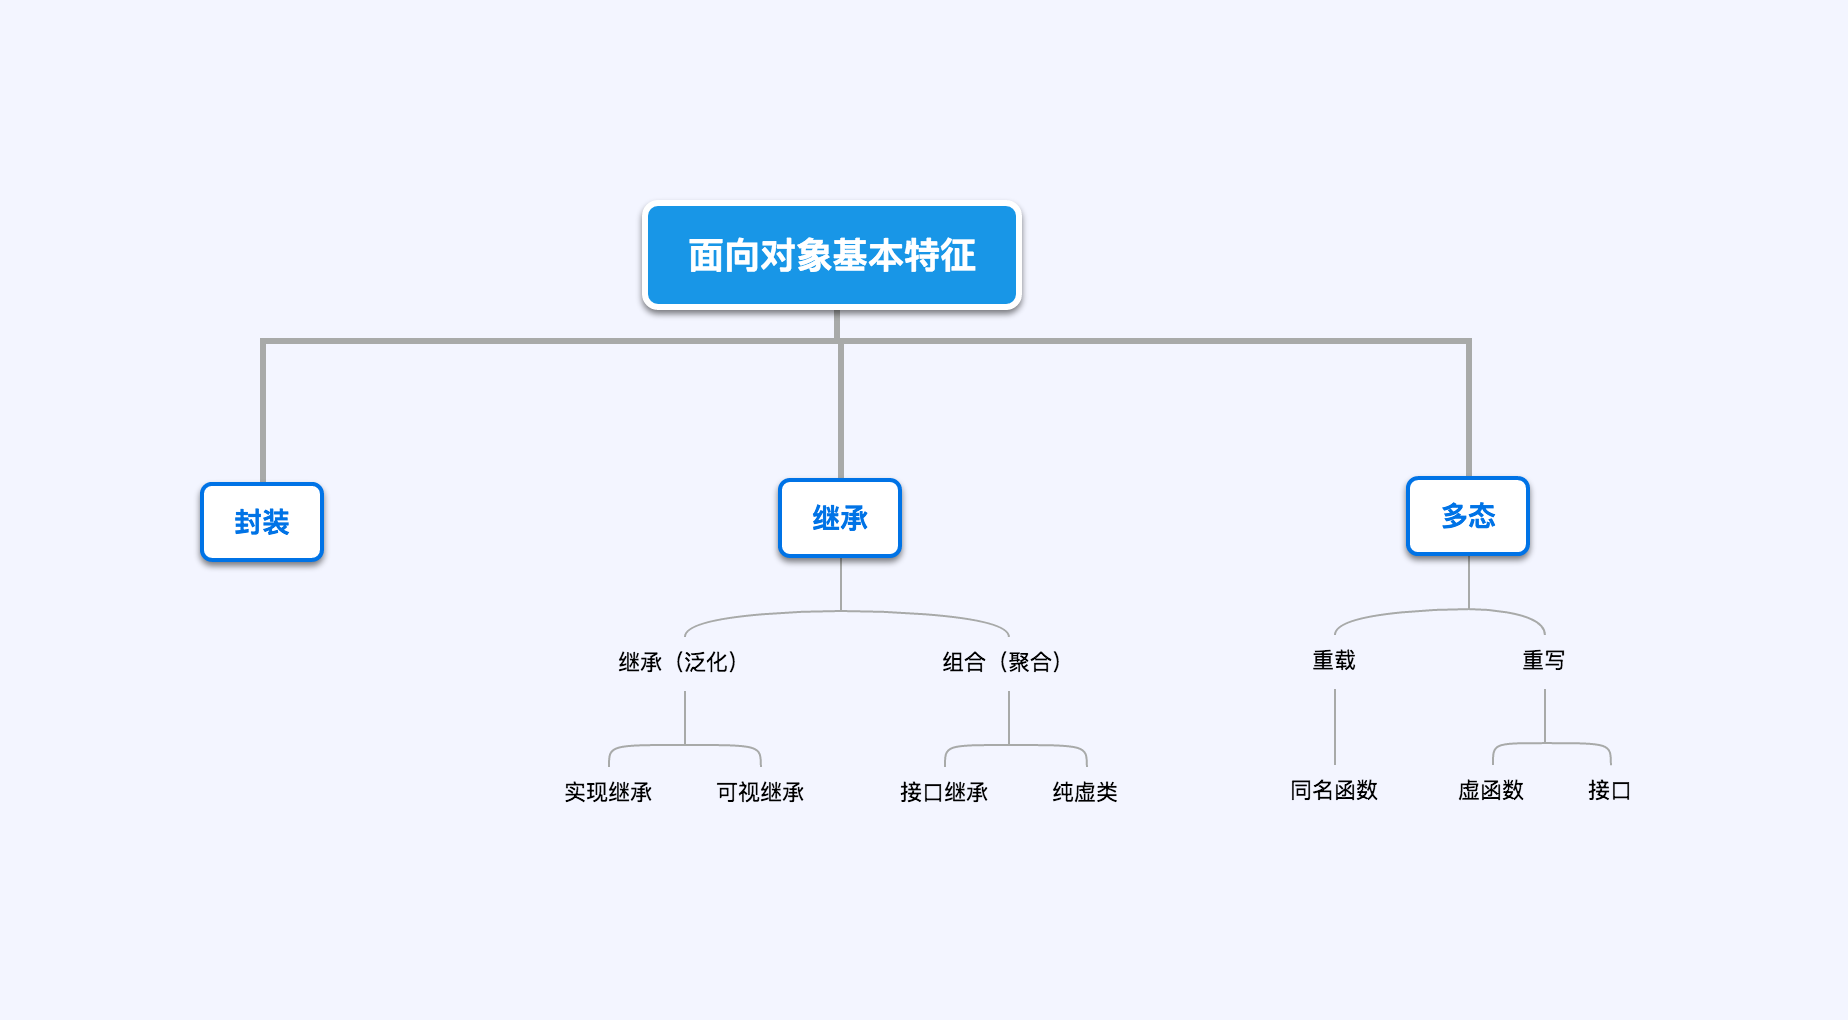 面向对象基本特征
封装
继承
多态
继承（泛化）
组合（聚合）
重载
重写
实现继承
可视继承
接口继承
纯虚类
同名函数
虚函数
接口